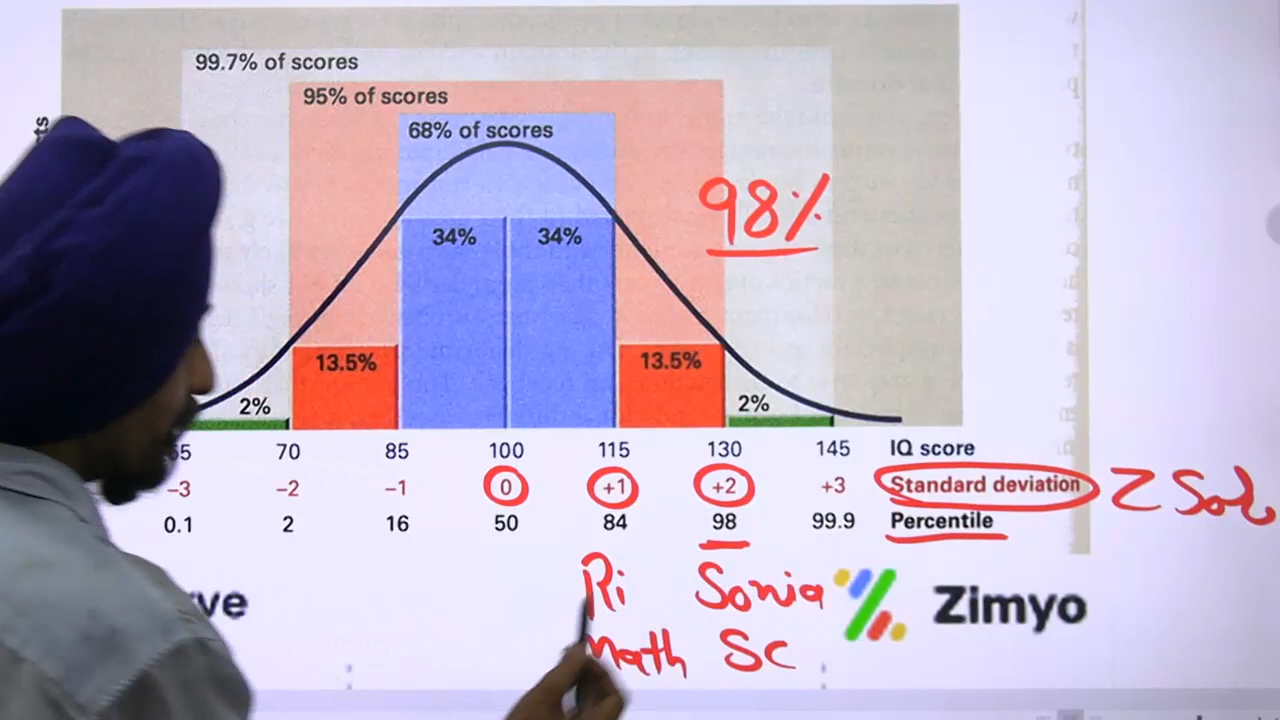 99.7% of scores
95% of scores
68% of scores
98%
34% 34%
13.5% 13.5%
2% 2%
70 85 100 115 130 145 IQ score
-3 -2 -1 0 +1 +2 +3 Standard deviation Z
0.1 2 16 50 84 98 99.9 Percentile
Ri Sonia
Math SC
Zimyo